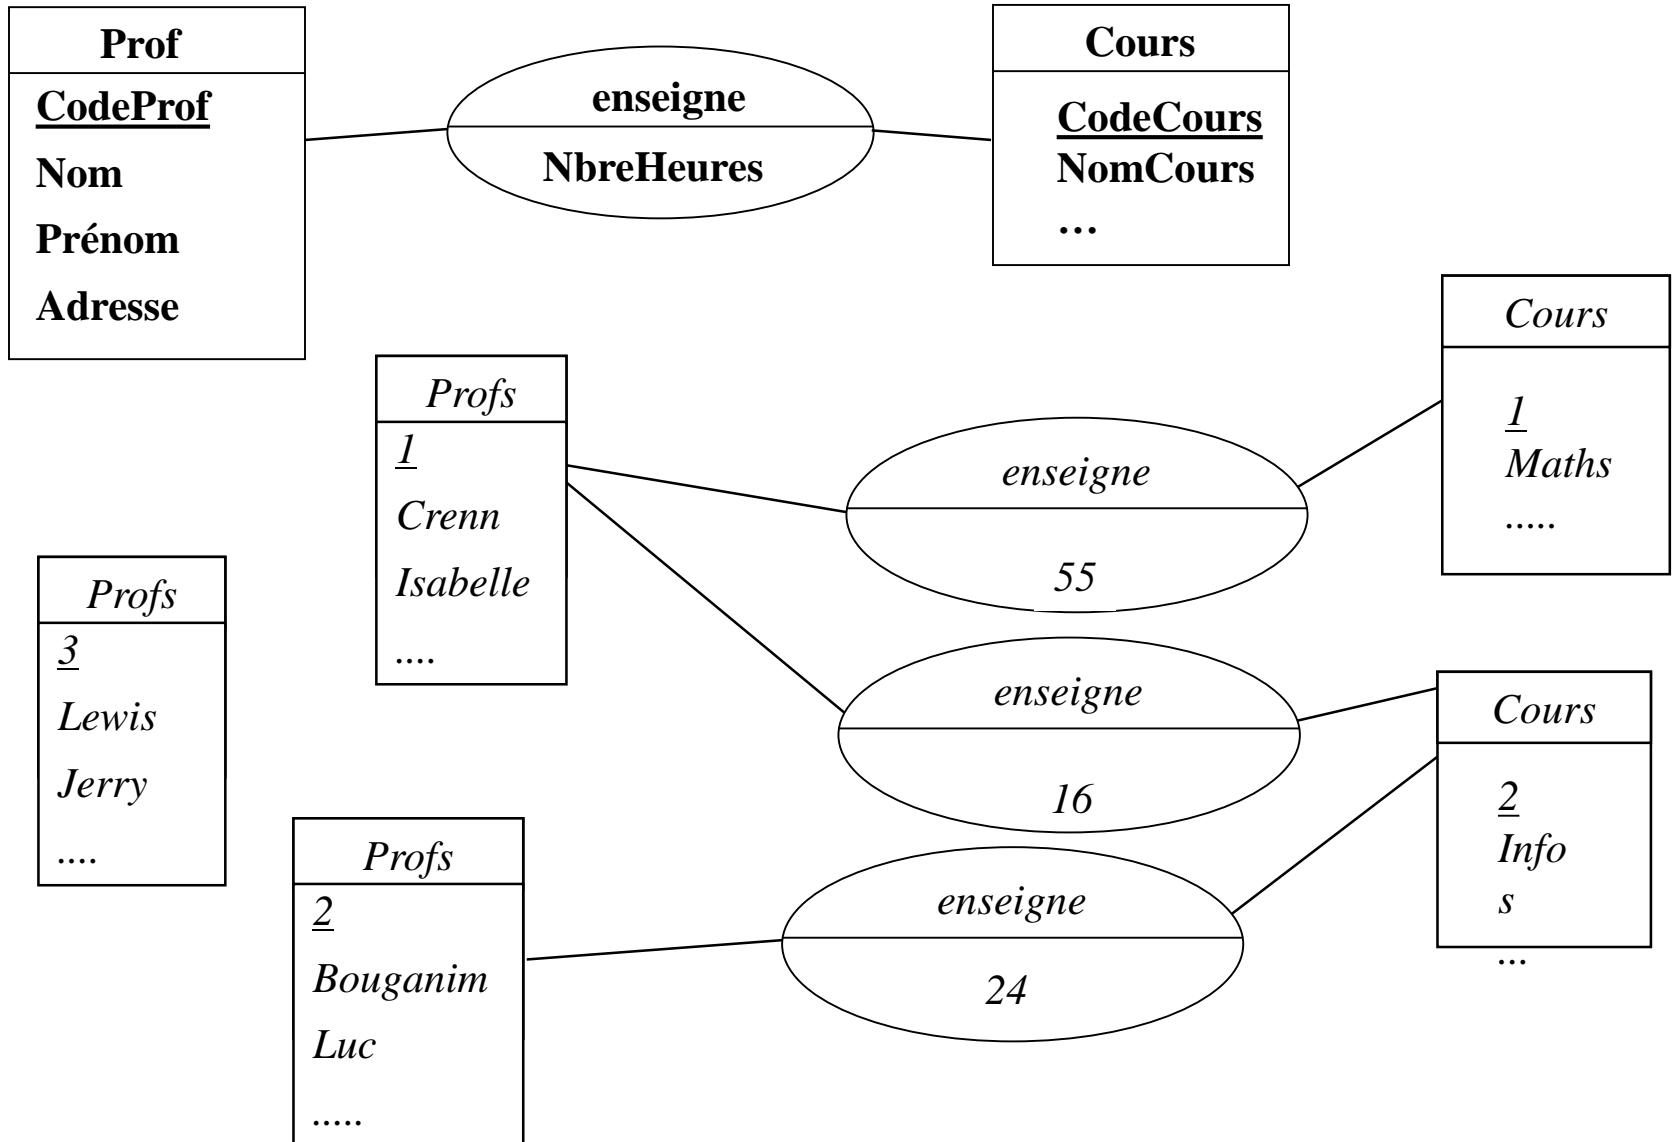 Prof
CodeProf
Nom
Prénom
Adresse
enseigne
NbreHeures
Cours
CodeCours
NomCours
...
Profs
1
Crenn
Isabelle
....
enseigne
55
Cours
1
Maths
.....
Profs
3
Lewis
Jerry
....
enseigne
16
Cours
2
Info
s
...
Profs
2
Bouganim
Luc
.....
enseigne
24